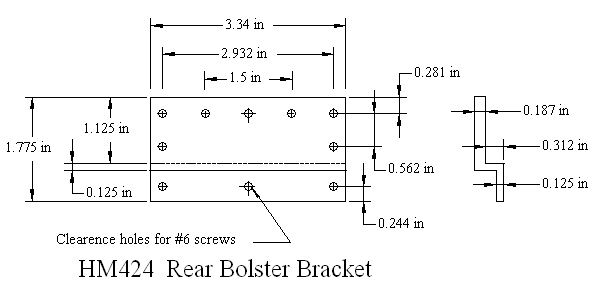 3.34 in
2.932 in
1.5 in
0.281 in
1.125 in
0.187 in
1.775 in
0.312 in
0.562 in
0.125 in
0.125 in
0.244 in
Clearence holes for #6 screws
HM424 Rear Bolster Bracket